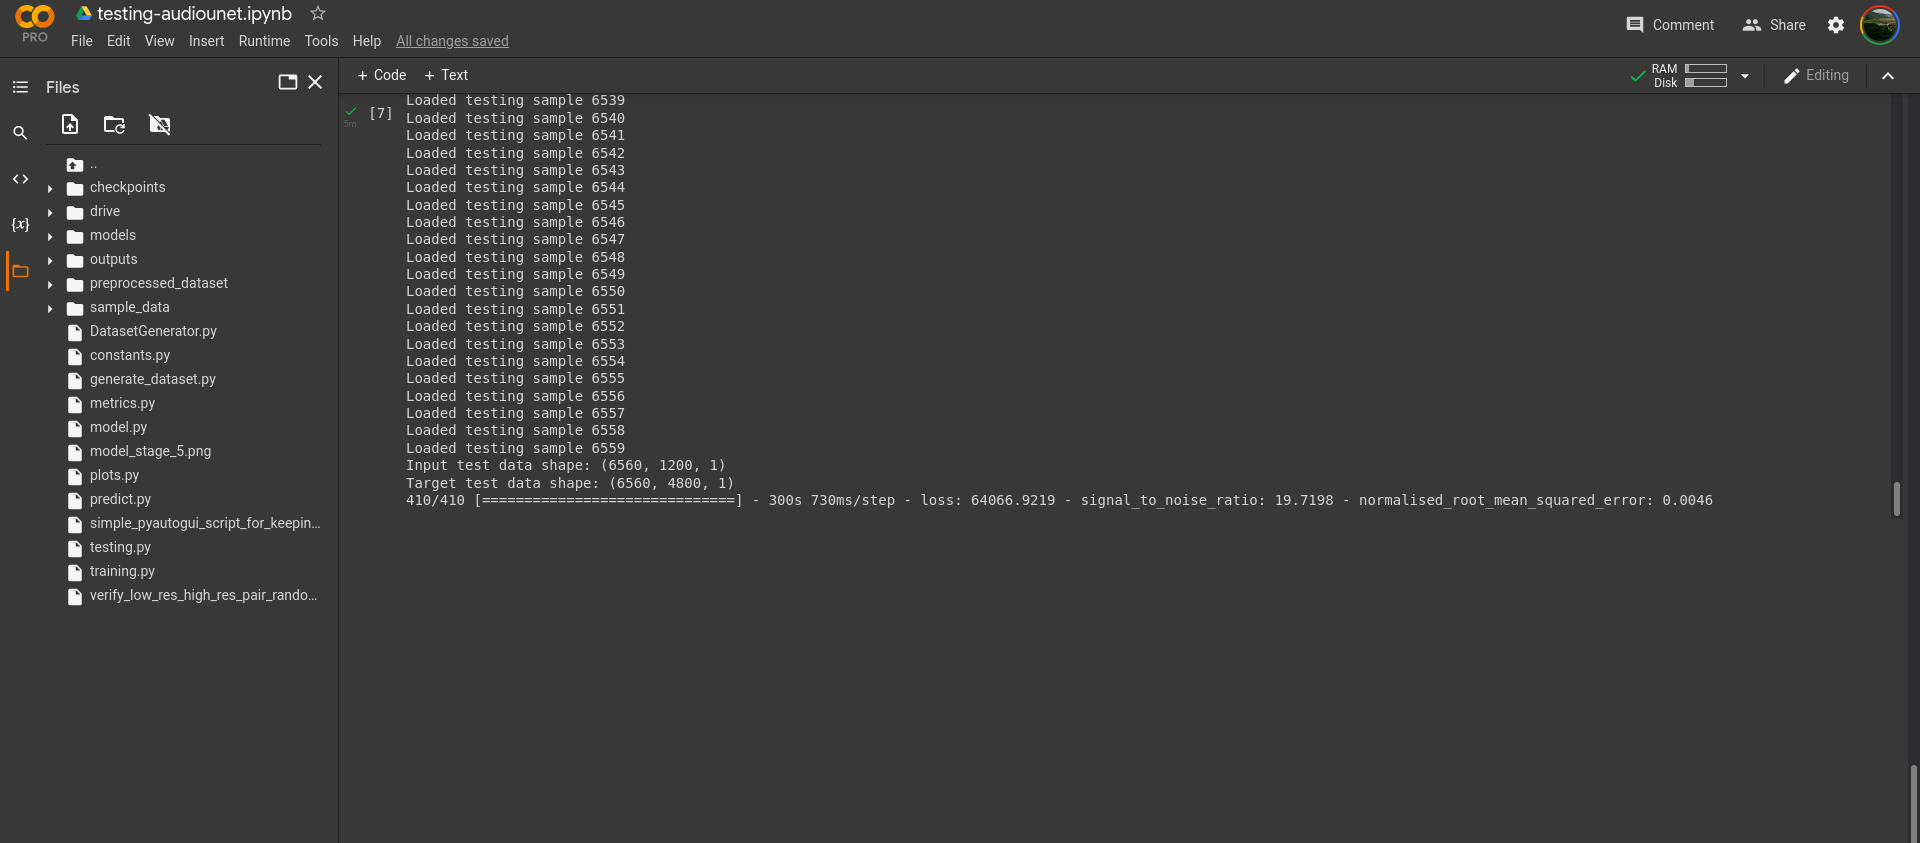 testing-audiounet.ipynb
PRO
File Edit View Insert Runtime Tools Help All changes saved
Comment Share
Files
+ Code + Text
RAM
Disk
Editing
..
checkpoints
drive
models
outputs
preprocessed_dataset
sample_data
DatasetGenerator.py
constants.py
generate_dataset.py
metrics.py
model.py
model_stage_5.png
plots.py
predict.py
simple_pyautogui_script_for_keepin...
testing.py
training.py
verify_low_res_high_res_pair_rando...
{x}
5m
[7]
Loaded testing sample 6539
Loaded testing sample 6540
Loaded testing sample 6541
Loaded testing sample 6542
Loaded testing sample 6543
Loaded testing sample 6544
Loaded testing sample 6545
Loaded testing sample 6546
Loaded testing sample 6547
Loaded testing sample 6548
Loaded testing sample 6549
Loaded testing sample 6550
Loaded testing sample 6551
Loaded testing sample 6552
Loaded testing sample 6553
Loaded testing sample 6554
Loaded testing sample 6555
Loaded testing sample 6556
Loaded testing sample 6557
Loaded testing sample 6558
Loaded testing sample 6559
Input test data shape: (6560, 1200, 1)
Target test data shape: (6560, 4800, 1)
410/410 [==============================] - 300s 730ms/step - loss: 64066.9219 - signal_to_noise_ratio: 19.7198 - normalised_root_mean_squared_error: 0.0046